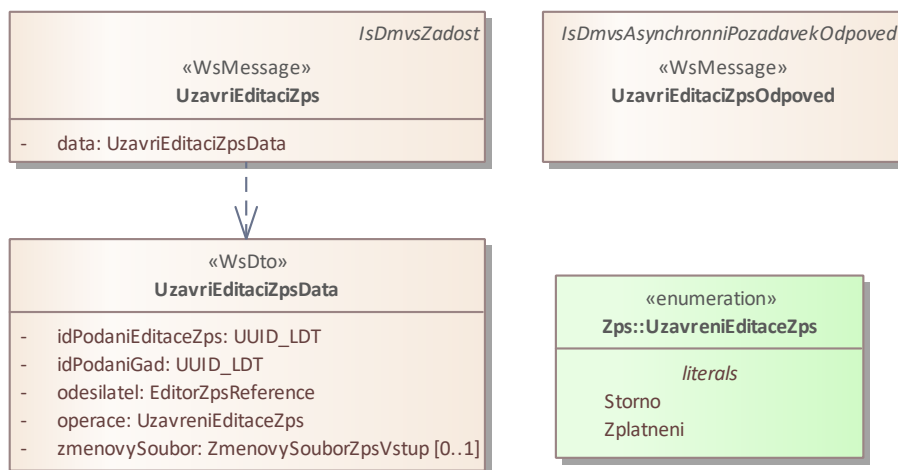 IsDmvsZadost
«WsMessage»
UzavriEditaciZps
- data: UzavriEditaciZpsData
IsDmvsAsynchronniPozadavekOdpoved
«WsMessage»
UzavriEditaciZpsOdpoved
«WsDto»
UzavriEditaciZpsData
- idPodaniEditaceZps: UUID_LDT
- idPodaniGad: UUID_LDT
- odesilatel: EditorZpsReference
- operace: UzavreniEditaceZps
- zmenovySoubor: ZmenovySouborZpsVstup [0..1]
«enumeration»
Zps::UzavreniEditaceZps
literals
Storno
Zplatneni